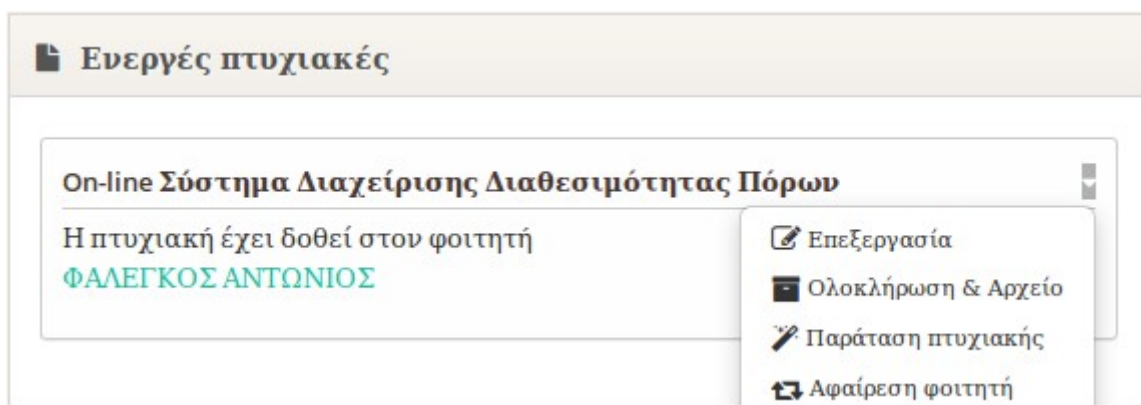 Ενεργές πτυχιακές
On-line Σύστημα Διαχείρισης Διαθεσιμότητας Πόρων
Η πτυχιακή έχει δοθεί στον φοιτητή
ΦΑΛΕΓΚΟΣ ΑΝΤΩΝΙΟΣ
Επεξεργασία
Ολοκλήρωση & Αρχείο
Παράταση πτυχιακής
Αφαίρεση φοιτητή